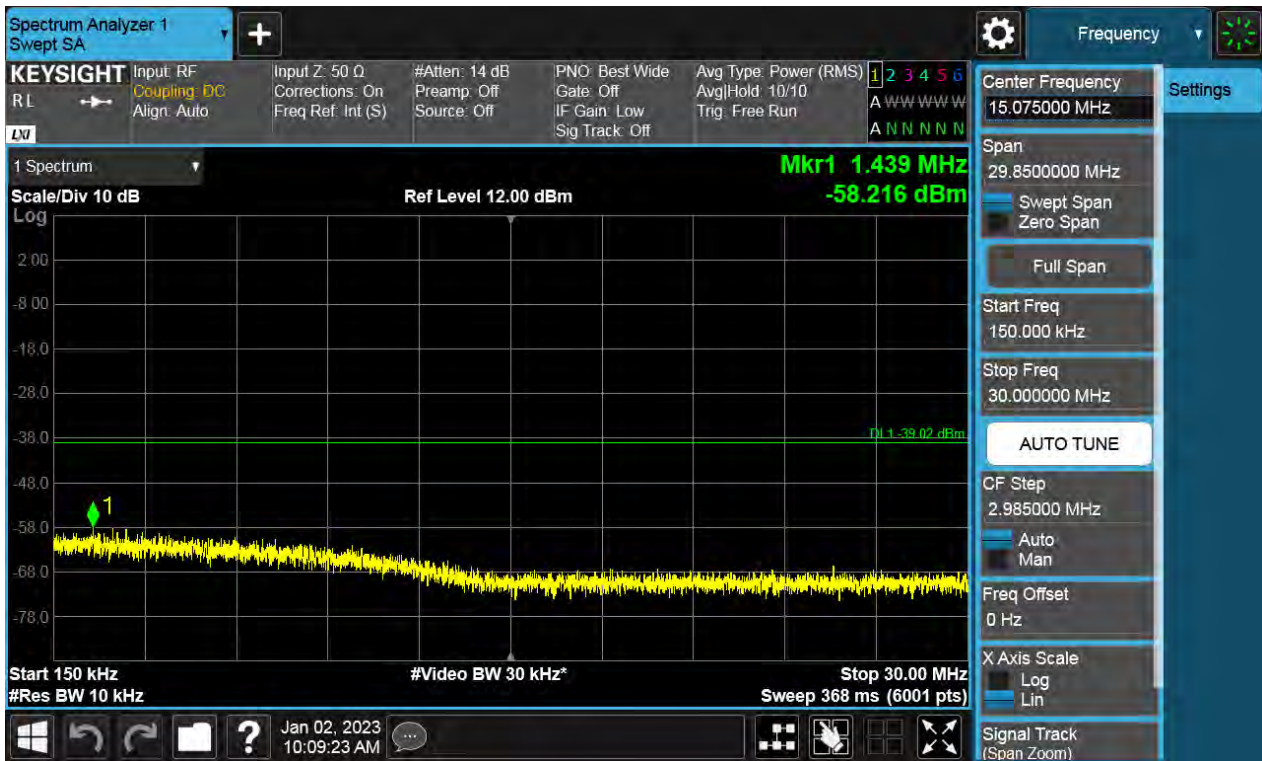 Spectrum Analyzer 1
Swept SA
+
Frequency
KEYSIGHT
RL
LXI
Input: RF
Coupling: DC
Align: Auto
Input Z: 50 Ω
Corrections: On
Freq Ref: Int (S)
#Atten: 14 dB
Preamp: Off
Source: Off
PNO: Best Wide
Gate: Off
IF Gain: Low
Sig Track: Off
Avg Type: Power (RMS)
Avg|Hold: 10/10
Trig: Free Run
1 2 3 4 5 6
A W W W W W
A N N N N N
1 Spectrum
Mkr1 1.439 MHz
Scale/Div 10 dB
Ref Level 12.00 dBm
-58.216 dBm
Log
2.00
-8.00
-18.0
-28.0
-38.0
DL1 -39.02 dBm
-48.0
1
-58.0
-68.0
-78.0
Start 150 kHz
#Video BW 30 kHz*
Stop 30.00 MHz
#Res BW 10 kHz
Sweep 368 ms (6001 pts)
?
Jan 02, 2023
10:09:23 AM
Center Frequency
15.075000 MHz
Settings
Span
29.8500000 MHz
Swept Span
Zero Span
Full Span
Start Freq
150.000 kHz
Stop Freq
30.000000 MHz
AUTO TUNE
CF Step
2.985000 MHz
Auto
Man
Freq Offset
0 Hz
X Axis Scale
Log
Lin
Signal Track
(Span Zoom)